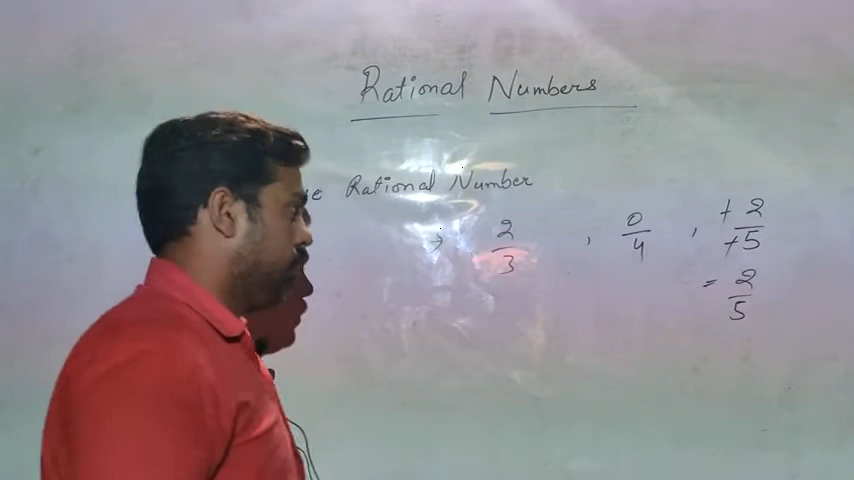 Rational Numbers
Rational Number
→ 2/3 , 0/4 , +2/+5
= 2/5